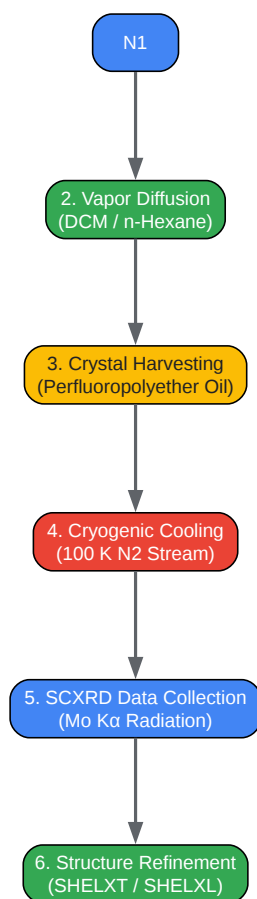 N1
2. Vapor Diffusion
(DCM / n-Hexane)
3. Crystal Harvesting
(Perfluoropolyether Oil)
4. Cryogenic Cooling
(100 K N2 Stream)
5. SCXRD Data Collection
(Mo Kα Radiation)
6. Structure Refinement
(SHELXT / SHELXL)